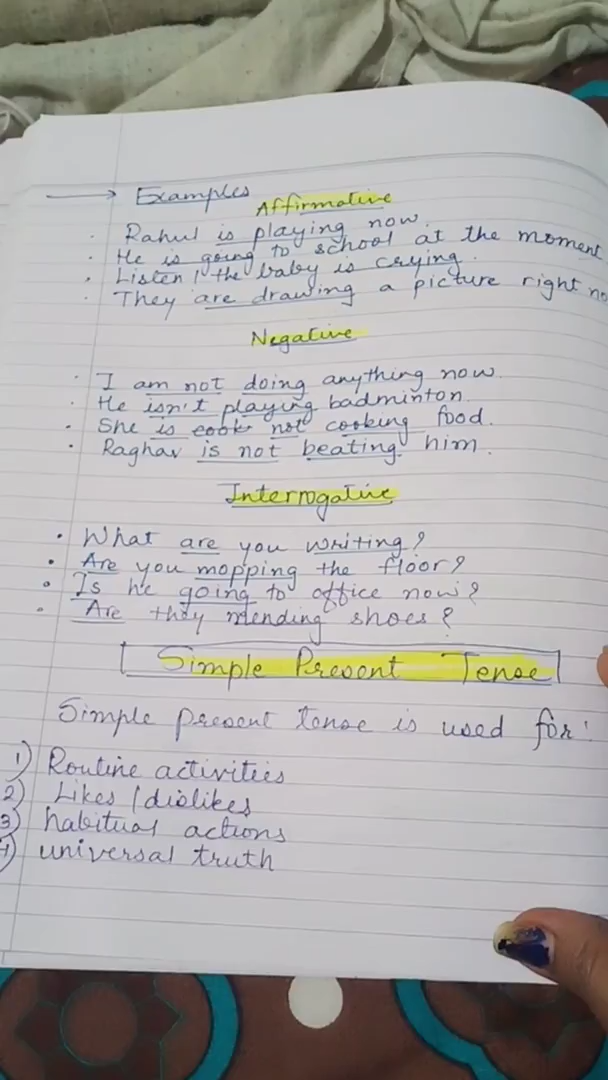 → Examples
Affirmative
· Rahul is playing now.
· He is going to school at the moment
· Listen! the baby is crying.
· They are drawing a picture right no
Negative
· I am not doing anything now.
· He isn't playing badminton.
· She is cook not cooking food.
· Raghav is not beating him.
Interrogative
· What are you writing?
· Are you mopping the floor?
· Is he going to office now?
· Are they mending shoes?
Simple Present Tense
Simple present tense is used for:
1) Routine activities
2) Likes / dislikes
3) habitual actions
4) universal truth